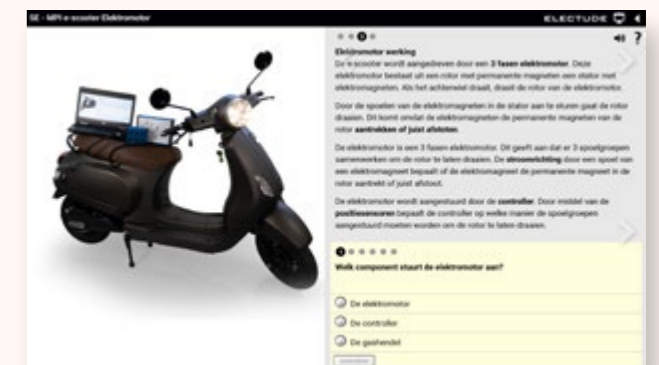 SE - MPI e-scooter Elektromotor
ELECTUDE
?
Elektromotor werking
De e-scooter wordt aangedreven door een 3 fasen elektromotor. Deze
elektromotor bestaat uit een rotor met permanente magneten een stator met
elektromagneten. Als het achterwiel draait, draait de rotor van de elektromotor.
Door de spoelen van de elektromagneten in de stator aan te sturen gaat de rotor
draaien. Dit komt omdat de elektromagneten de permanente magneten van de
rotor aantrekken of juist afstoten.
De elektromotor is een 3 fasen elektromotor. Dit geeft aan dat er 3 spoelgroepen
samenwerken om de rotor te laten draaien. De stroomrichting door een spoel van
een elektromagneet bepaalt of de elektromagneet de permanente magneet in de
rotor aantrekt of juist afstoot.
De elektromotor wordt aangestuurd door de controller. Door middel van de
positiesensoren bepaalt de controller op welke manier de spoelgroepen
aangestuurd moeten worden om de rotor te laten draaien.
Welk component stuurt de elektromotor aan?
De elektromotor
De controller
De gashendel